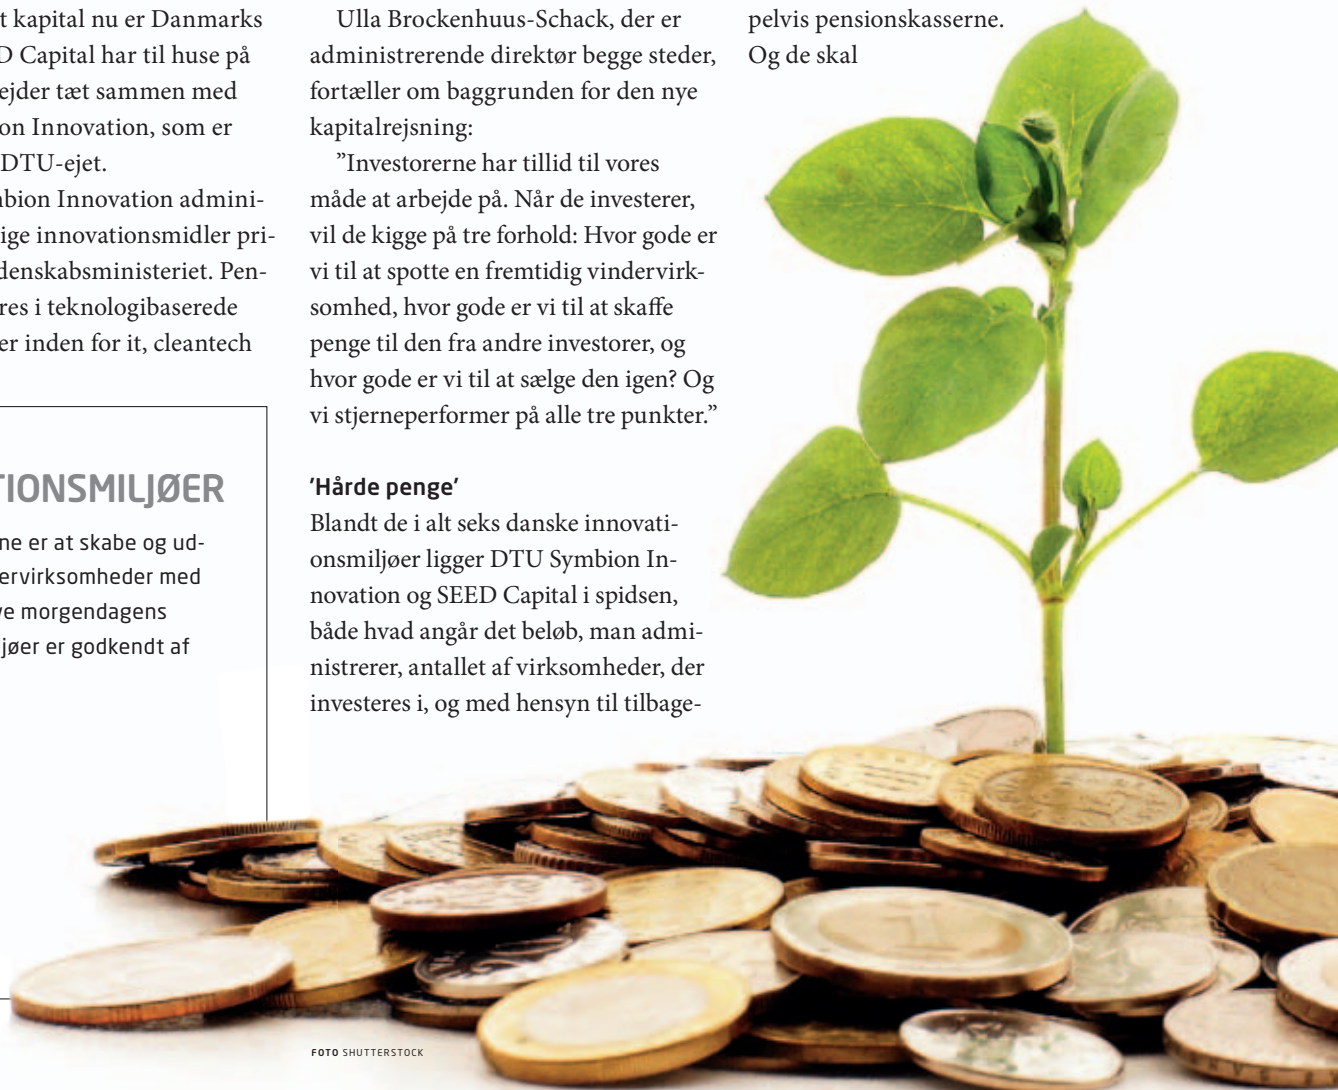 t kapital nu er Danmarks
D Capital har til huse på
ejder tæt sammen med
on Innovation, som er
DTU-ejet.
nbion Innovation admini-
ige innovationsmidler pri-
denskabsministeriet. Pen-
res i teknologibaserede
er inden for it, cleantech
TIONSMILJØER
ne er at skabe og ud-
ervirksomheder med
ve morgendagens
jøer er godkendt af
Ulla Brockenhuus-Schack, der er
administrerende direktør begge steder,
fortæller om baggrunden for den nye
kapitalrejsning:
”Investorerne har tillid til vores
måde at arbejde på. Når de investerer,
vil de kigge på tre forhold: Hvor gode er
vi til at spotte en fremtidig vindervirk-
somhed, hvor gode er vi til at skaffe
penge til den fra andre investorer, og
hvor gode er vi til at sælge den igen? Og
vi stjerneperformer på alle tre punkter.”
’Hårde penge’
Blandt de i alt seks danske innovati-
onsmiljøer ligger DTU Symbion In-
novation og SEED Capital i spidsen,
både hvad angår det beløb, man admi-
nistrerer, antallet af virksomheder, der
investeres i, og med hensyn til tilbage-
pelvis pensionskasserne.
Og de skal
FOTO SHUTTERSTOCK